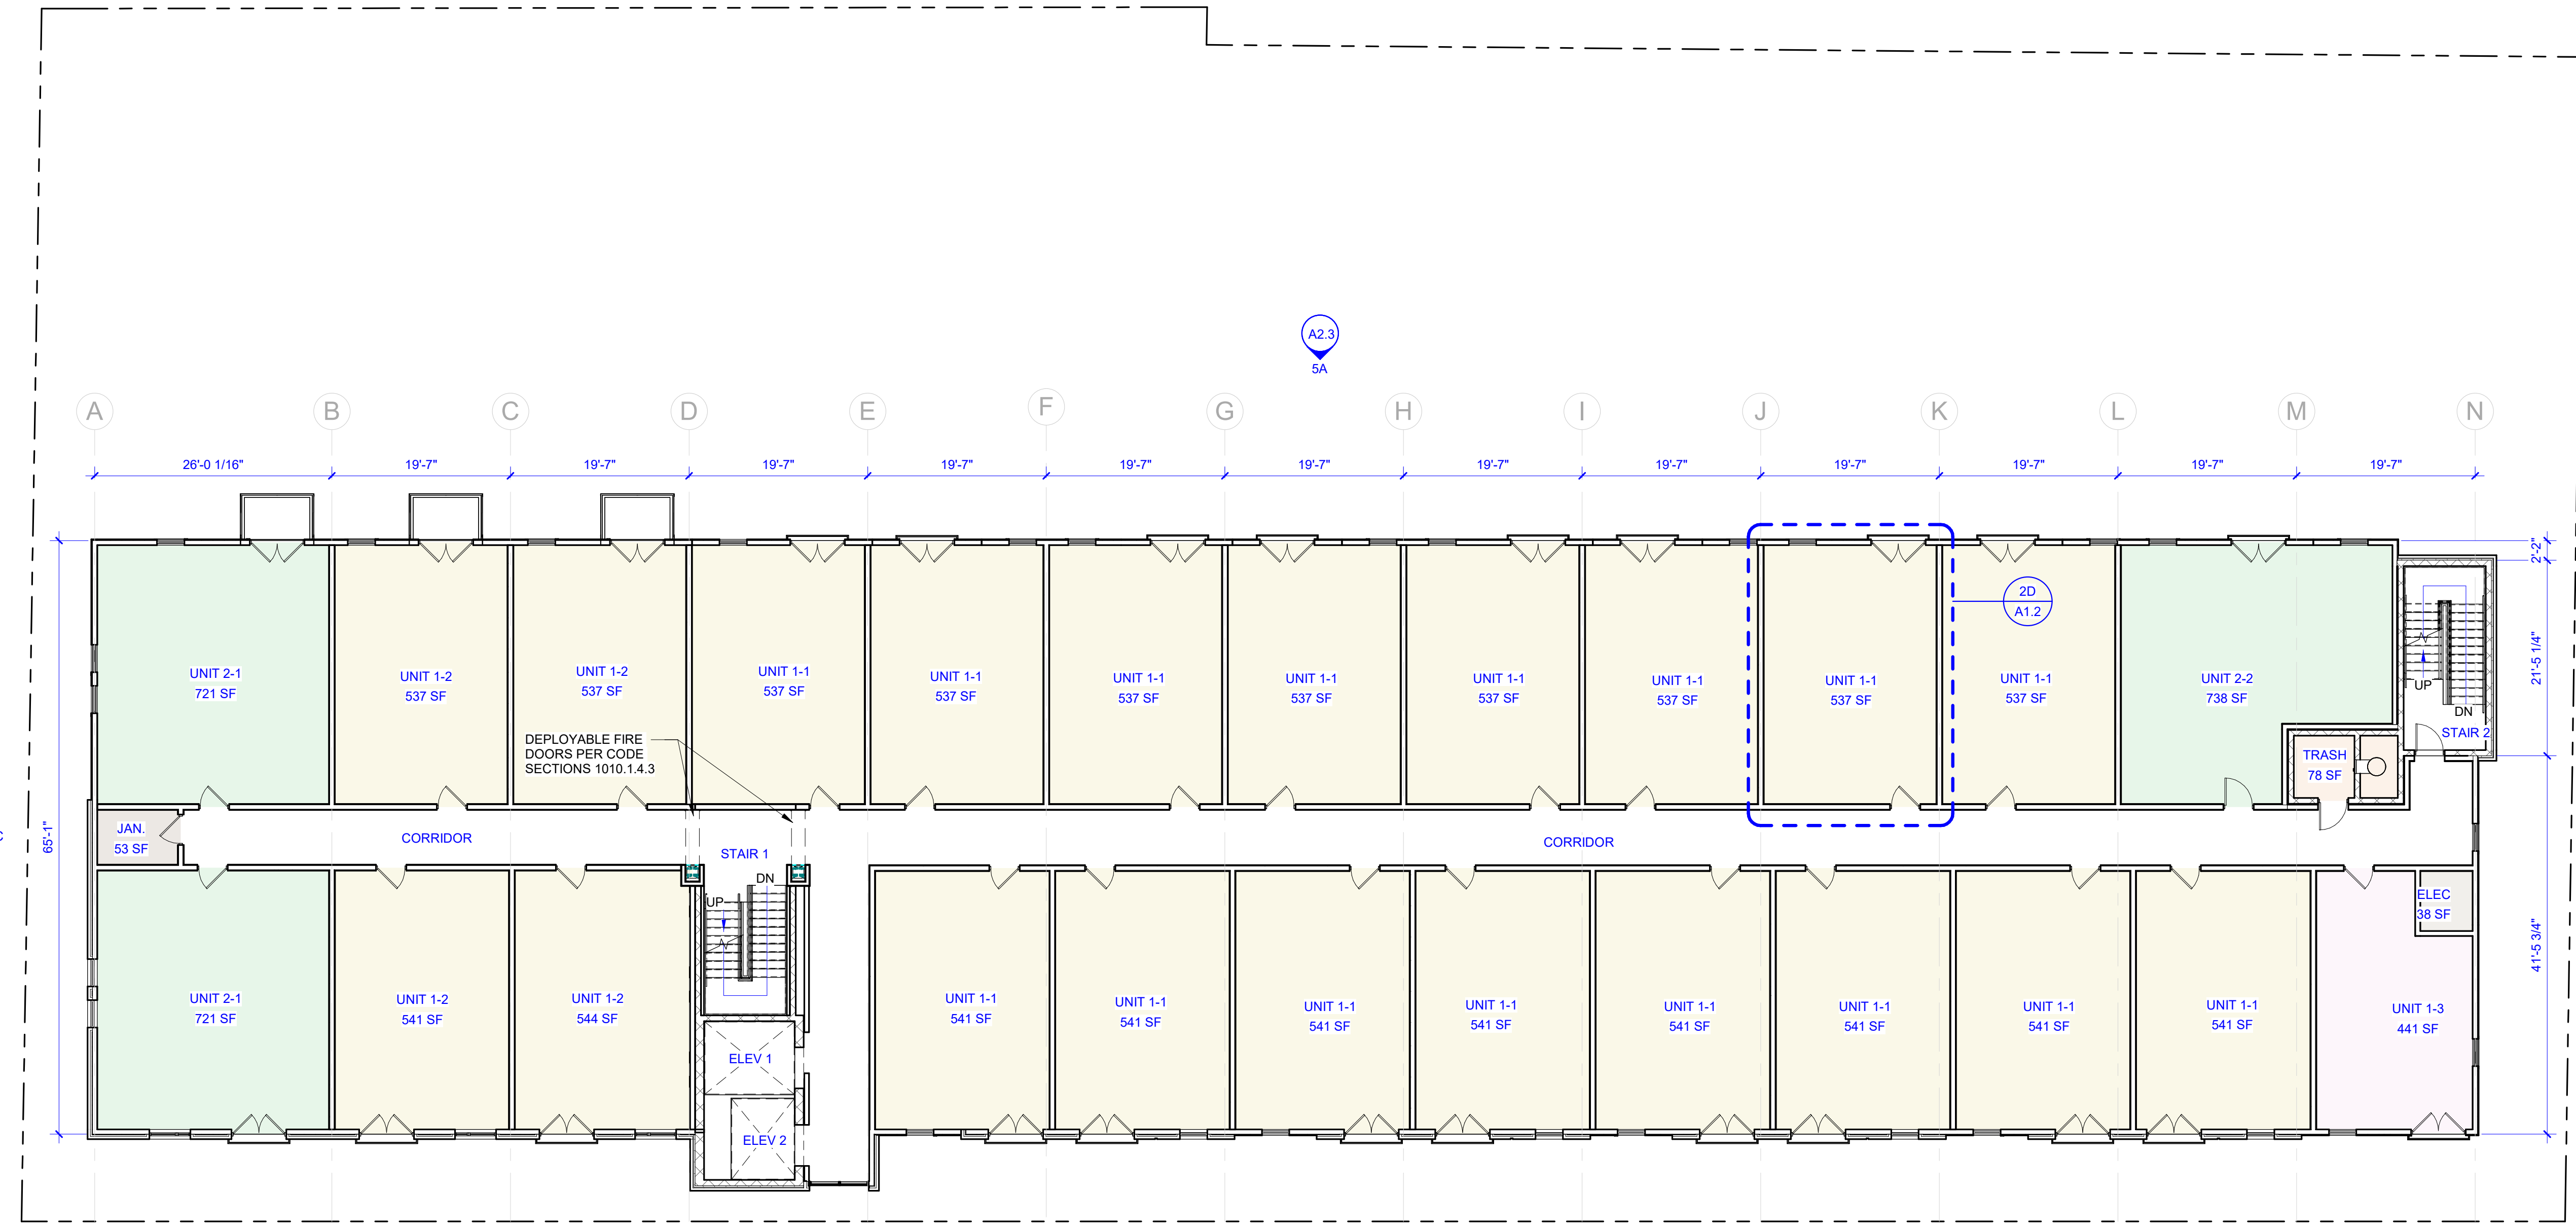 A2.3
5A
A B C D E F G H I J K L M N
26'-0 1/16" 19'-7" 19'-7" 19'-7" 19'-7" 19'-7" 19'-7" 19'-7" 19'-7" 19'-7" 19'-7" 19'-7" 19'-7"
2'-2"
21'-5 1/4"
41'-5 3/4"
65'-1"
2D
A1.2
UNIT 2-1
721 SF
UNIT 1-2
537 SF
UNIT 1-2
537 SF
UNIT 1-1
537 SF
UNIT 1-1
537 SF
UNIT 1-1
537 SF
UNIT 1-1
537 SF
UNIT 1-1
537 SF
UNIT 1-1
537 SF
UNIT 1-1
537 SF
UNIT 1-1
537 SF
UNIT 2-2
738 SF
UP
DN
STAIR 2
TRASH
78 SF
DEPLOYABLE FIRE
DOORS PER CODE
SECTIONS 1010.1.4.3
JAN.
53 SF
CORRIDOR
STAIR 1
CORRIDOR
DN
UP
ELEC
38 SF
UNIT 2-1
721 SF
UNIT 1-2
541 SF
UNIT 1-2
544 SF
ELEV 1
ELEV 2
UNIT 1-1
541 SF
UNIT 1-1
541 SF
UNIT 1-1
541 SF
UNIT 1-1
541 SF
UNIT 1-1
541 SF
UNIT 1-1
541 SF
UNIT 1-1
541 SF
UNIT 1-1
541 SF
UNIT 1-3
441 SF